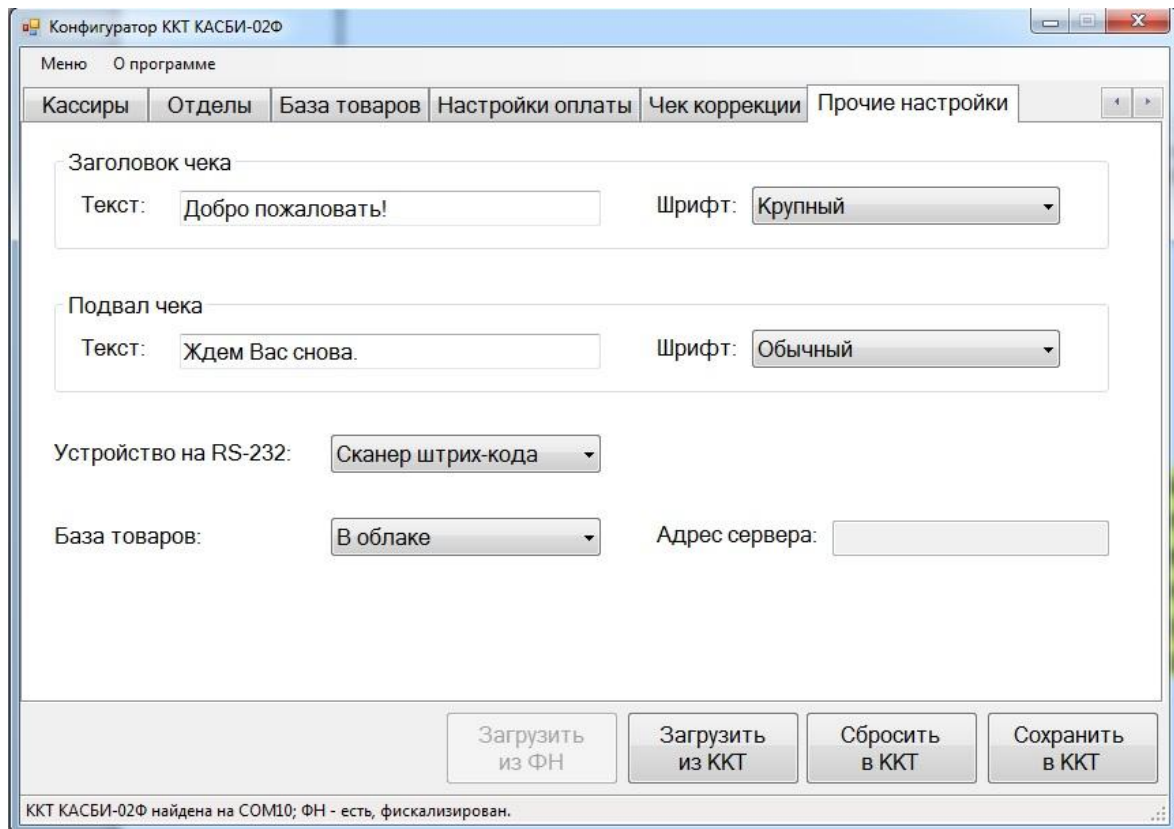 Конфигуратор ККТ КАСБИ-02Ф
Меню О программе
Кассиры Отделы База товаров Настройки оплаты Чек коррекции Прочие настройки
Заголовок чека
Текст: Добро пожаловать! Шрифт: Крупный
Подвал чека
Текст: Ждем Вас снова. Шрифт: Обычный
Устройство на RS-232: Сканер штрих-кода
База товаров: В облаке Адрес сервера:
Загрузить из ФН Загрузить из ККТ Сбросить в ККТ Сохранить в ККТ
ККТ КАСБИ-02Ф найдена на COM10; ФН - есть, фискализирован.